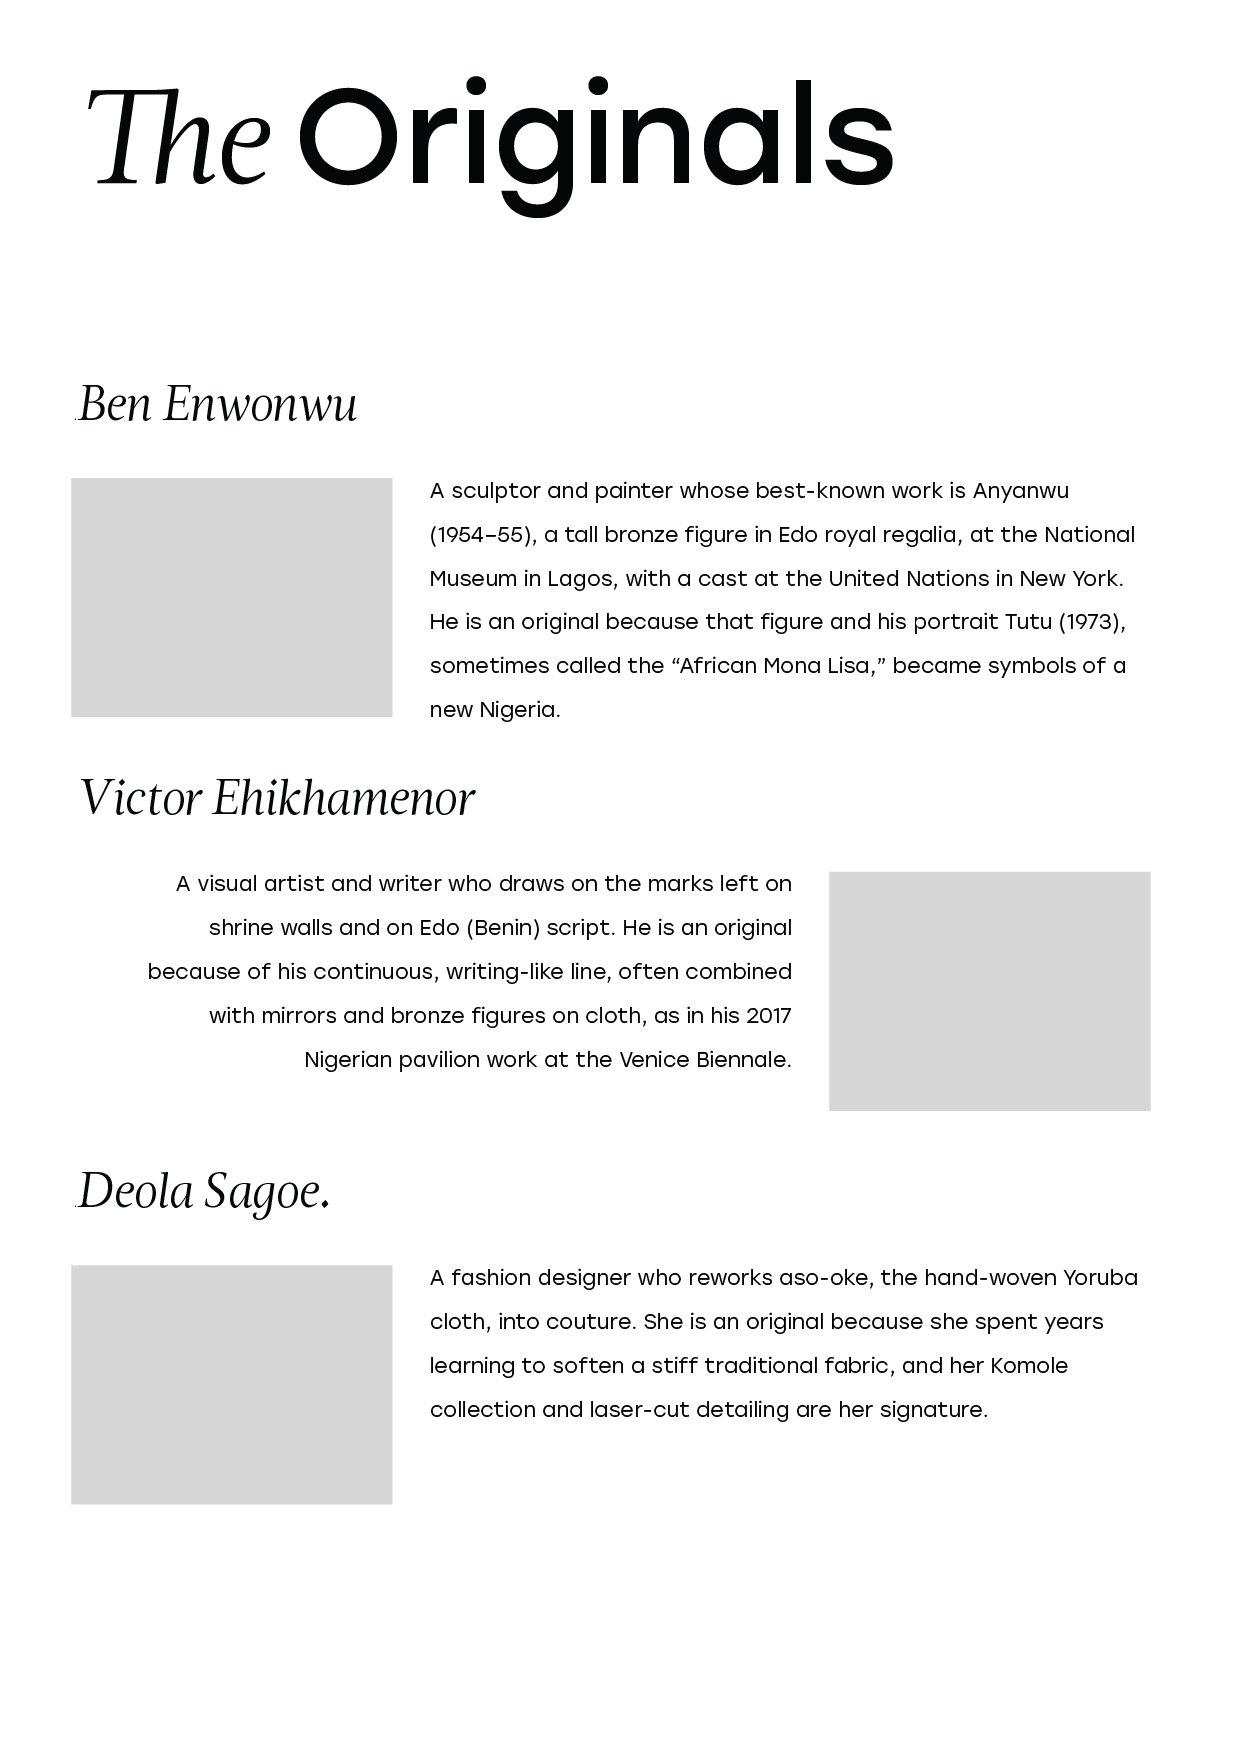 The Originals
Ben Enwonwu
A sculptor and painter whose best-known work is Anyanwu
(1954–55), a tall bronze figure in Edo royal regalia, at the National
Museum in Lagos, with a cast at the United Nations in New York.
He is an original because that figure and his portrait Tutu (1973),
sometimes called the “African Mona Lisa,” became symbols of a
new Nigeria.
Victor Ehikhamenor
A visual artist and writer who draws on the marks left on
shrine walls and on Edo (Benin) script. He is an original
because of his continuous, writing-like line, often combined
with mirrors and bronze figures on cloth, as in his 2017
Nigerian pavilion work at the Venice Biennale.
Deola Sagoe.
A fashion designer who reworks aso-oke, the hand-woven Yoruba
cloth, into couture. She is an original because she spent years
learning to soften a stiff traditional fabric, and her Komole
collection and laser-cut detailing are her signature.